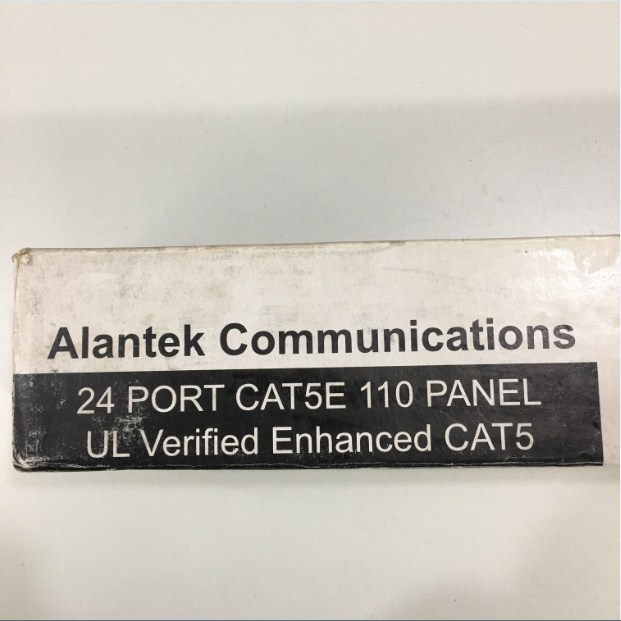 Alantek Communications
24 PORT CAT5E 110 PANEL
UL Verified Enhanced CAT5